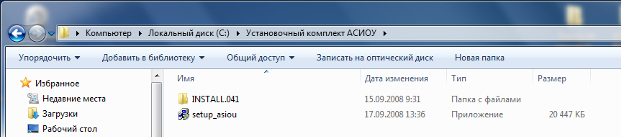 Компьютер ▸ Локальный диск (C:) ▸ Установочный комплект АСИОУ ▸
Упорядочить Добавить в библиотеку Общий доступ Записать на оптический диск Новая папка
Избранное
Недавние места
Загрузки
Рабочий стол
Имя Дата изменения Тип Размер
INSTALL.041 15.09.2008 9:31 Папка с файлами
setup_asiou 17.09.2008 13:36 Приложение 20 447 КБ